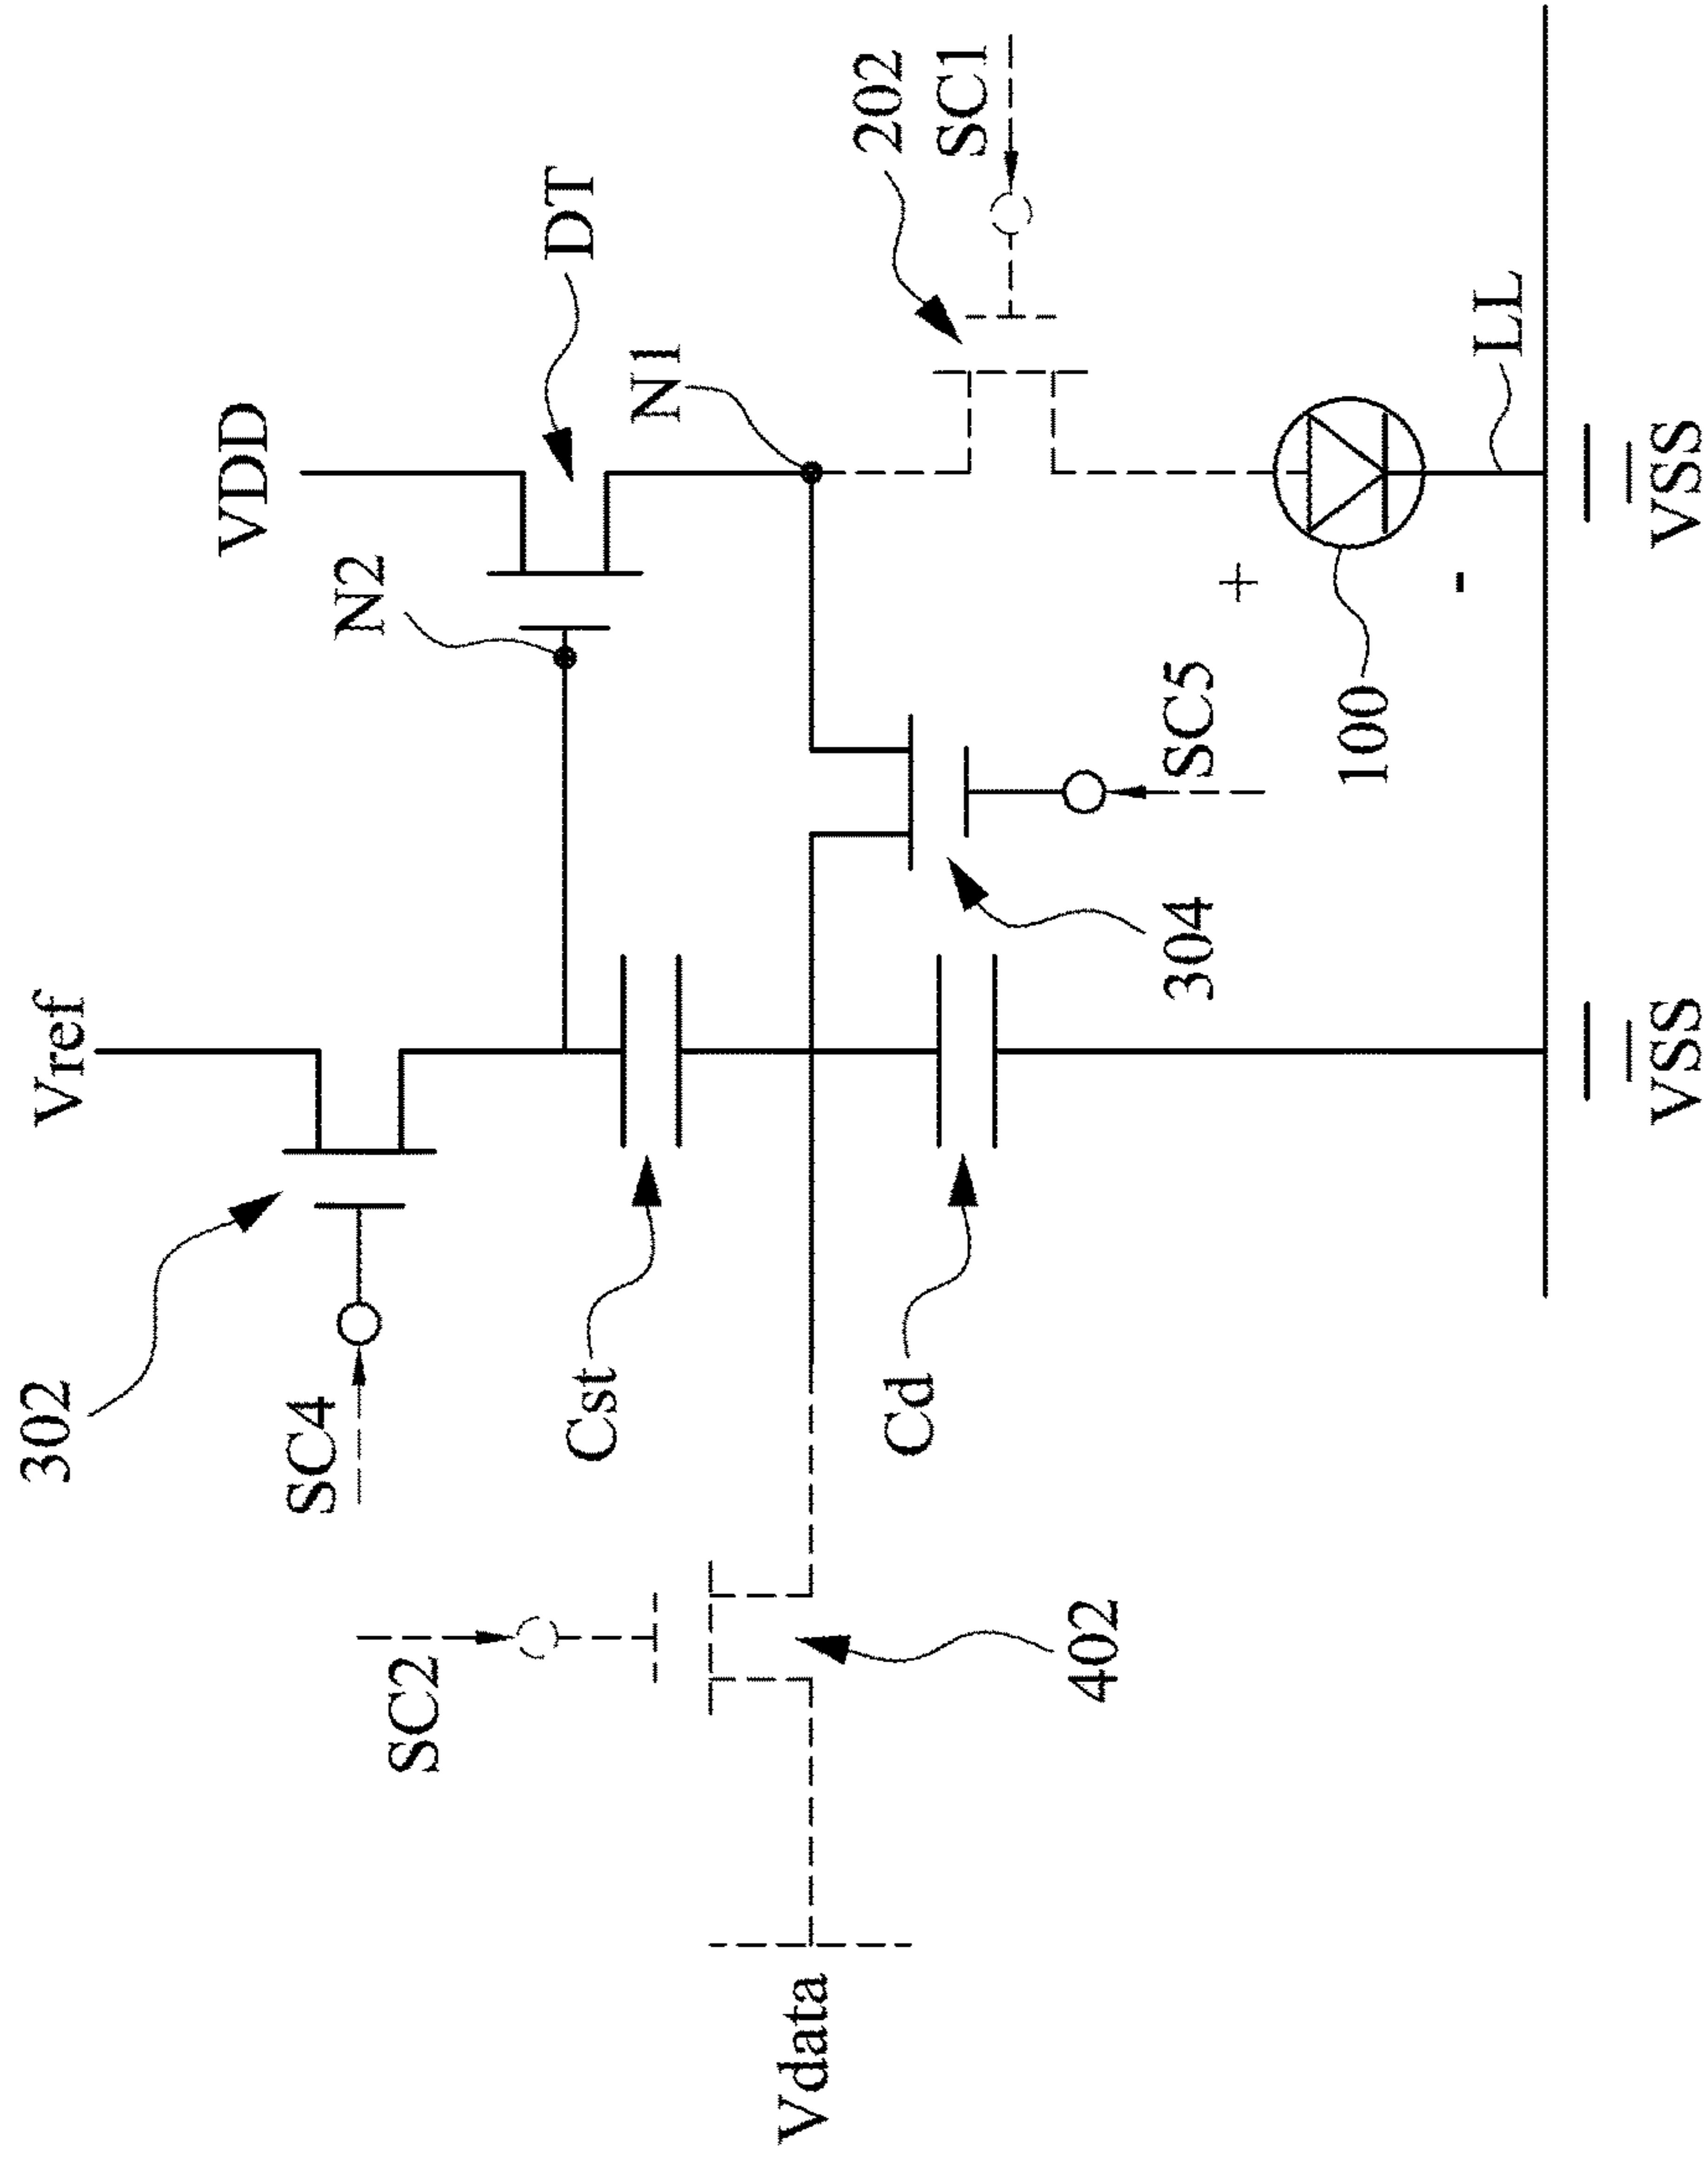 Vref
VDD
302
SC4
N2
DT
N1
202
SC1
Cst
SC2
Cd
402
304
SC5
100
LL
Vdata
VSS
VSS